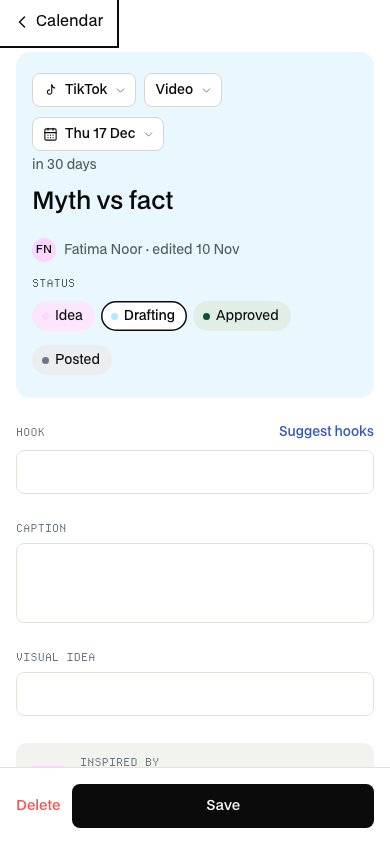 Calendar
TikTok Video
Thu 17 Dec
in 30 days
Myth vs fact
FN Fatima Noor · edited 10 Nov
STATUS
Idea Drafting Approved
Posted
HOOK Suggest hooks
CAPTION
VISUAL IDEA
INSPIRED BY
Delete Save